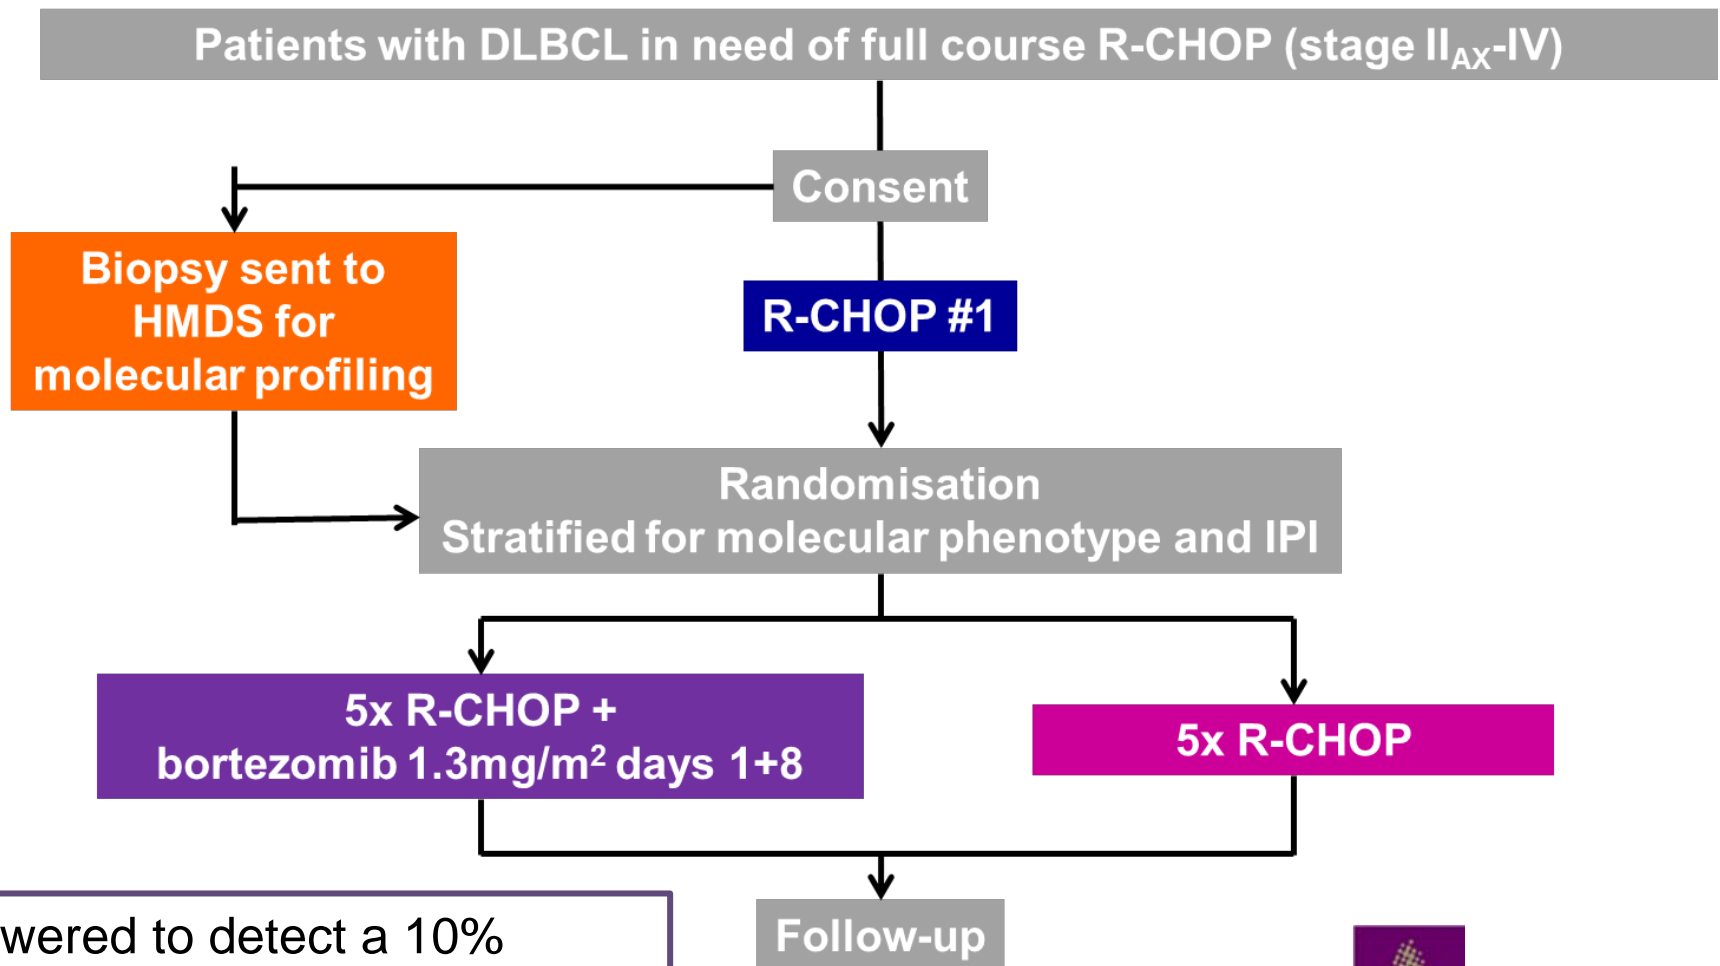 Patients with DLBCL in need of full course R-CHOP (stage II_AX-IV)
Consent
Biopsy sent to
HMDS for
molecular profiling
R-CHOP #1
Randomisation
Stratified for molecular phenotype and IPI
5x R-CHOP +
bortezomib 1.3mg/m² days 1+8
5x R-CHOP
to detect a 10%
Follow-up